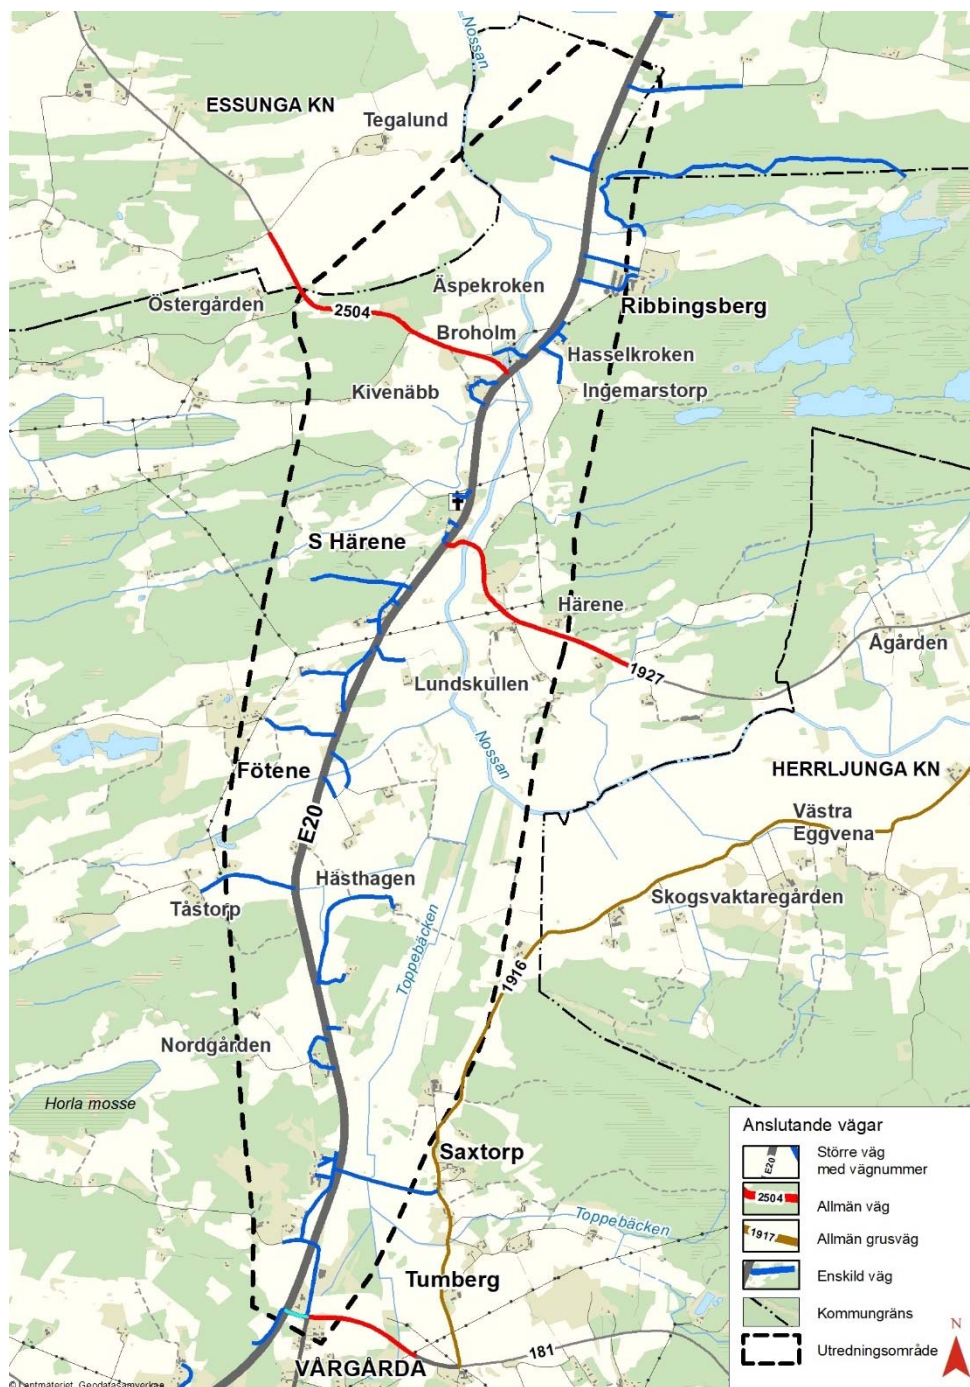 Nossan
ESSUNGA KN
Tegalund
Östergården
2504
Äspekroken
Broholm
Ribbingsberg
Hasselkroken
Kivenäbb
Ingemarstorp
S Härene
Härene
Ågården
1927
Lundskullen
Nossan
Fötene
HERRLJUNGA KN
E20
Västra
Eggvena
Hästhagen
Tåstorp
Skogsvaktaregården
Toppebäcken
1916
Nordgården
Horla mosse
Saxtorp
Toppebäcken
Tumberg
VÅRGÅRDA
181
Anslutande vägar
E20
Större väg
med vägnummer
2504
Allmän väg
1917
Allmän grusväg
Enskild väg
Kommungräns
Utredningsområde
N
© Lantmäteriet, Geodatasamverkan